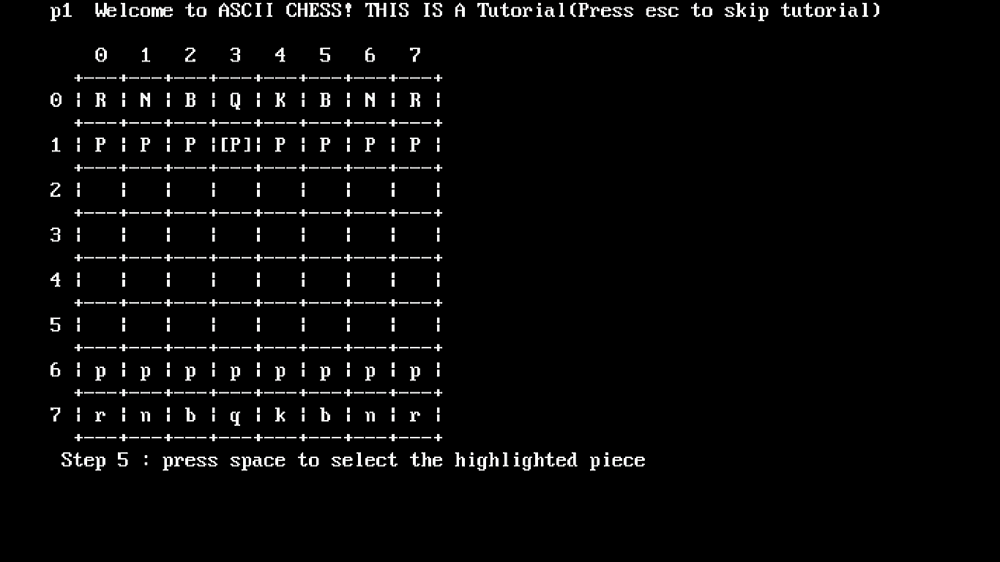 p1  Welcome to ASCII CHESS! THIS IS A Tutorial(Press esc to skip tutorial)
    0   1   2   3   4   5   6   7
  +---+---+---+---+---+---+---+---+
0 ¦ R ¦ N ¦ B ¦ Q ¦ K ¦ B ¦ N ¦ R ¦
  +---+---+---+---+---+---+---+---+
1 ¦ P ¦ P ¦ P ¦[P]¦ P ¦ P ¦ P ¦ P ¦
  +---+---+---+---+---+---+---+---+
2 ¦   ¦   ¦   ¦   ¦   ¦   ¦   ¦   ¦
  +---+---+---+---+---+---+---+---+
3 ¦   ¦   ¦   ¦   ¦   ¦   ¦   ¦   ¦
  +---+---+---+---+---+---+---+---+
4 ¦   ¦   ¦   ¦   ¦   ¦   ¦   ¦   ¦
  +---+---+---+---+---+---+---+---+
5 ¦   ¦   ¦   ¦   ¦   ¦   ¦   ¦   ¦
  +---+---+---+---+---+---+---+---+
6 ¦ p ¦ p ¦ p ¦ p ¦ p ¦ p ¦ p ¦ p ¦
  +---+---+---+---+---+---+---+---+
7 ¦ r ¦ n ¦ b ¦ q ¦ k ¦ b ¦ n ¦ r ¦
  +---+---+---+---+---+---+---+---+
 Step 5 : press space to select the highlighted piece